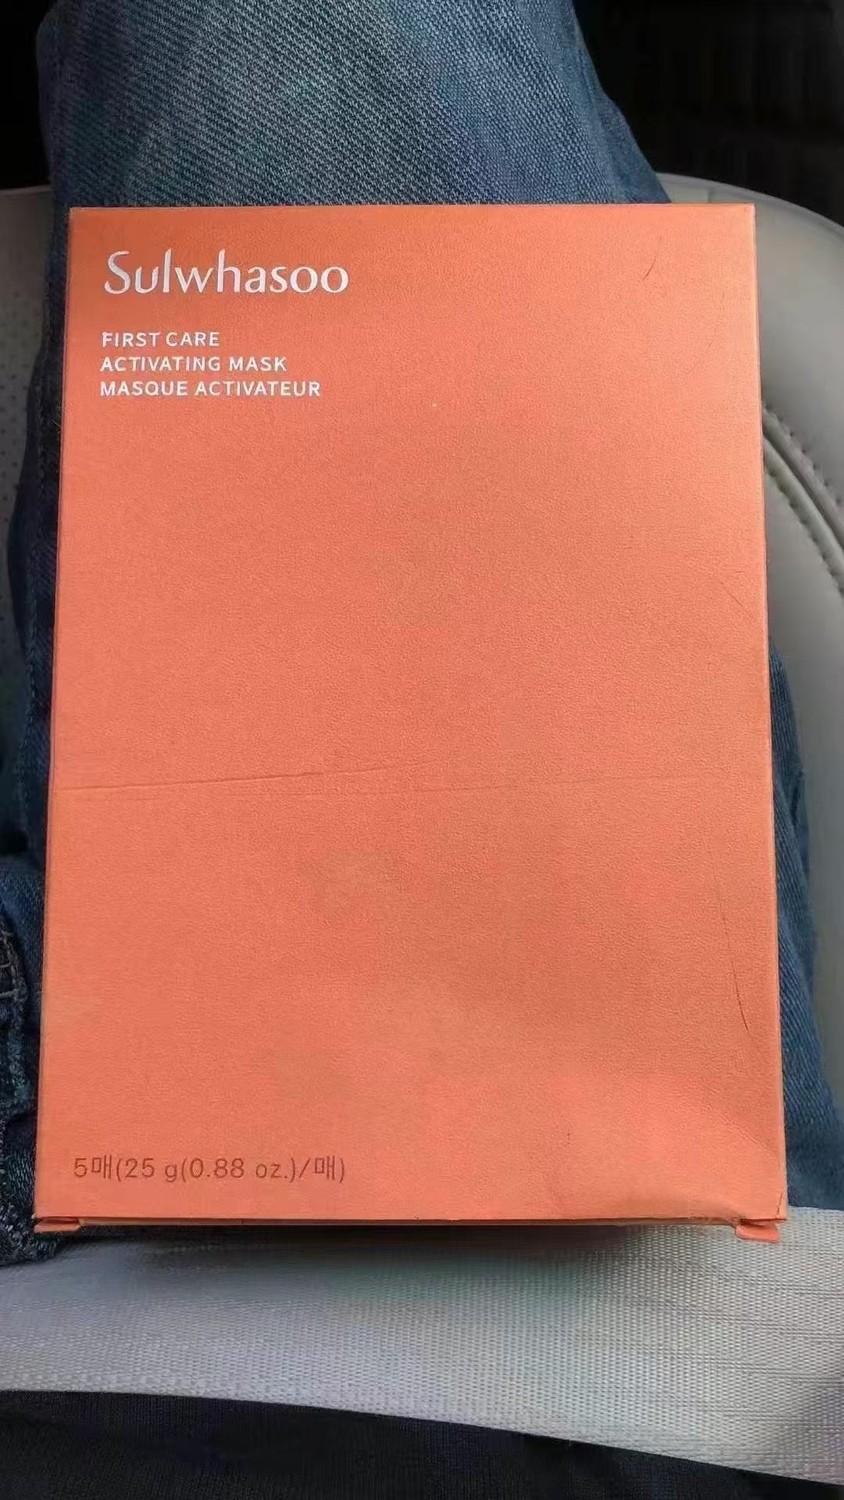 Sulwhasoo
FIRST CARE
ACTIVATING MASK
MASQUE ACTIVATEUR
5매(25 g(0.88 oz.)/매)